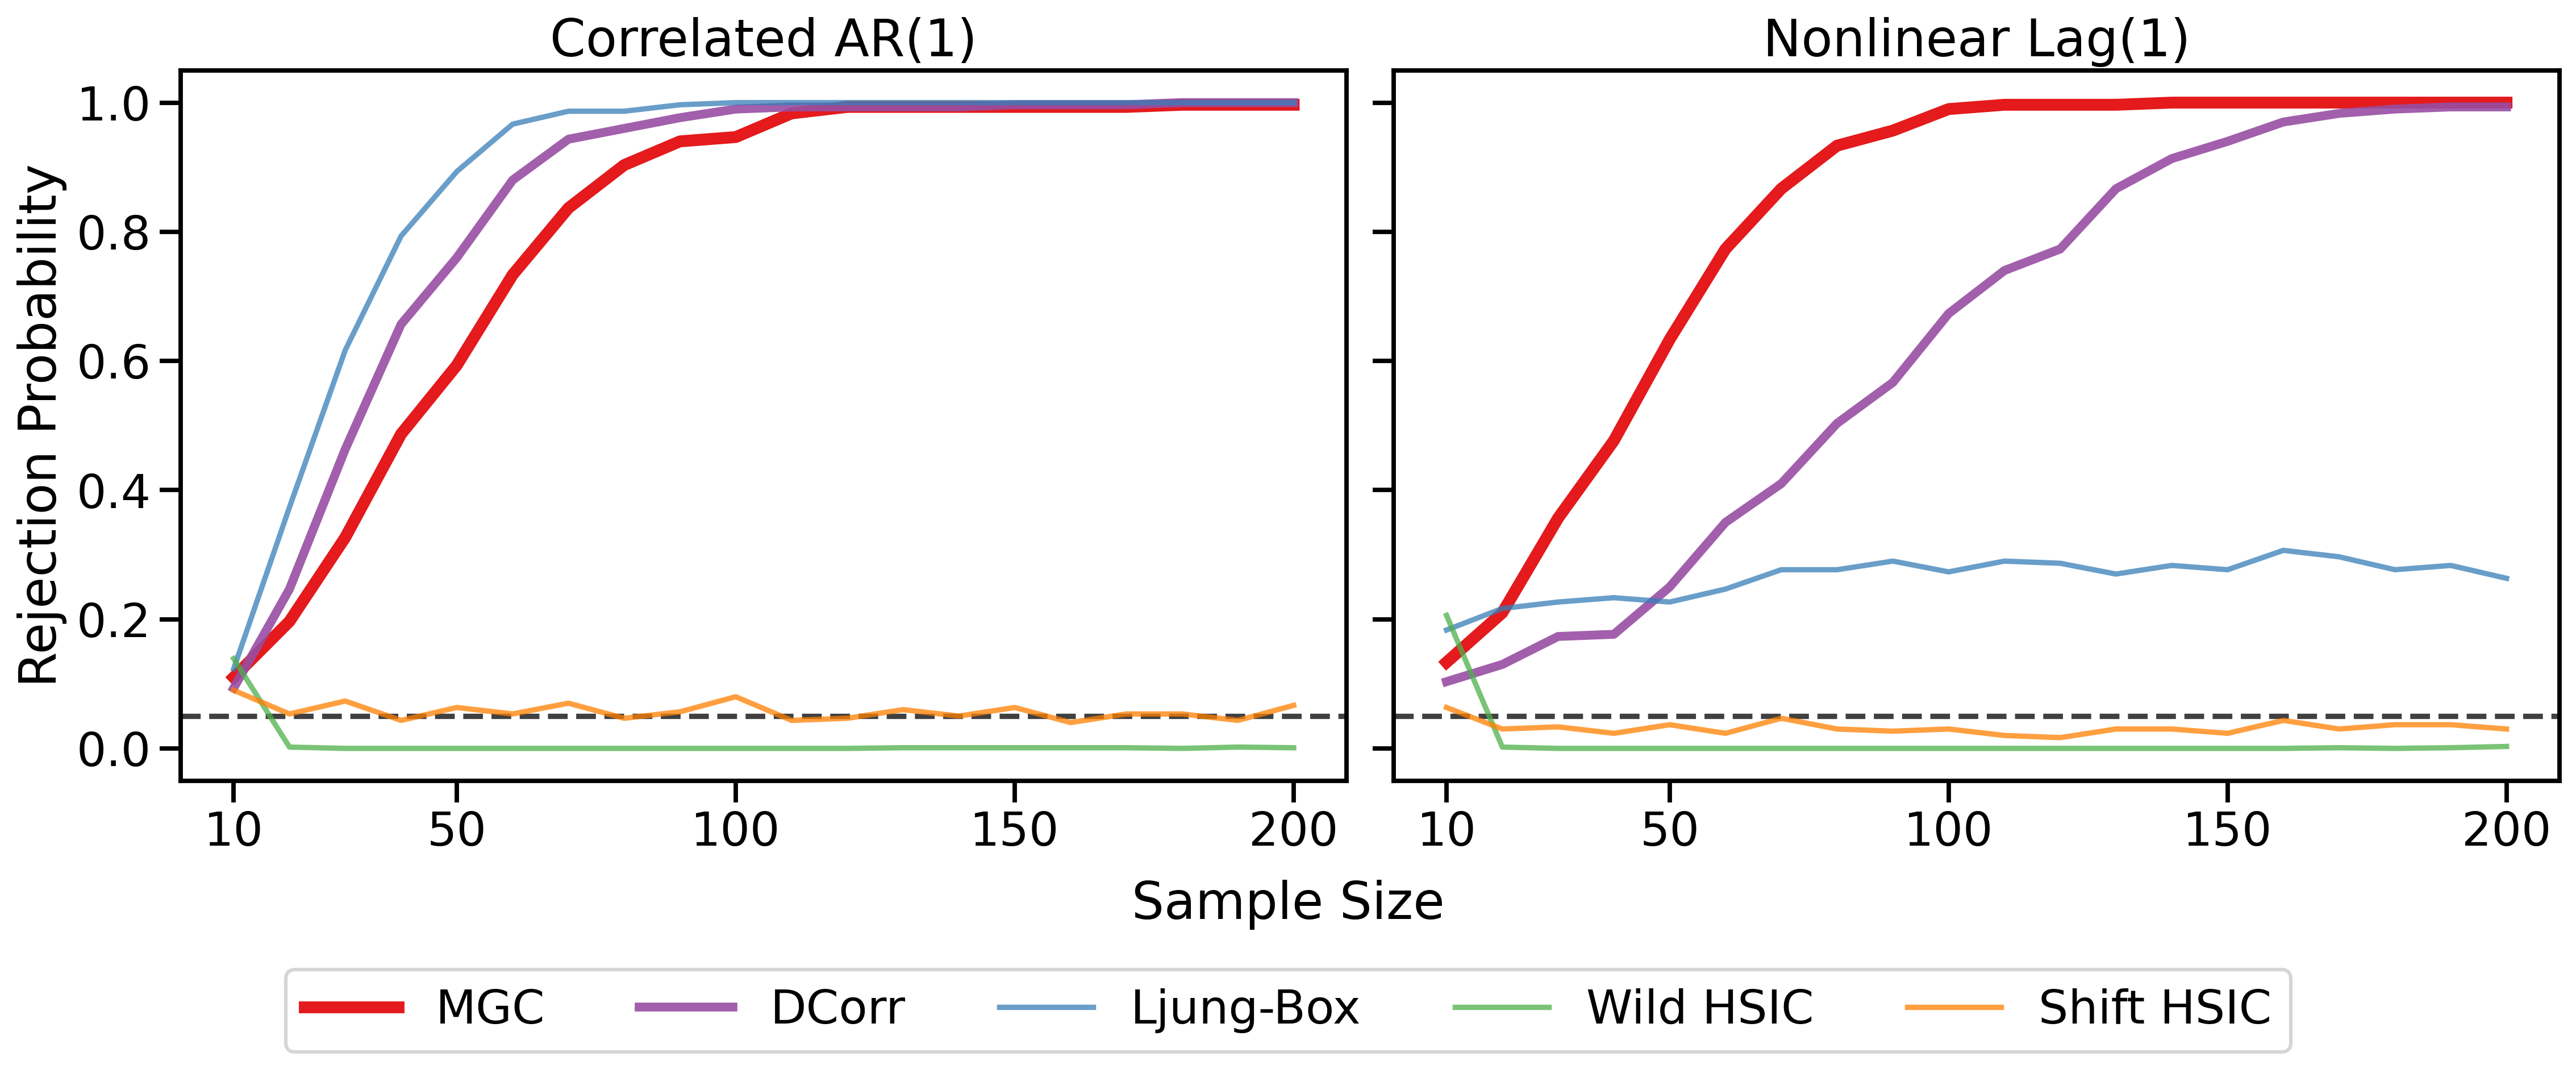 Correlated AR(1)
Nonlinear Lag(1)
Rejection Probability
1.0
0.8
0.6
0.4
0.2
0.0
10 50 100 150 200
10 50 100 150 200
Sample Size
MGC DCorr Ljung-Box Wild HSIC Shift HSIC